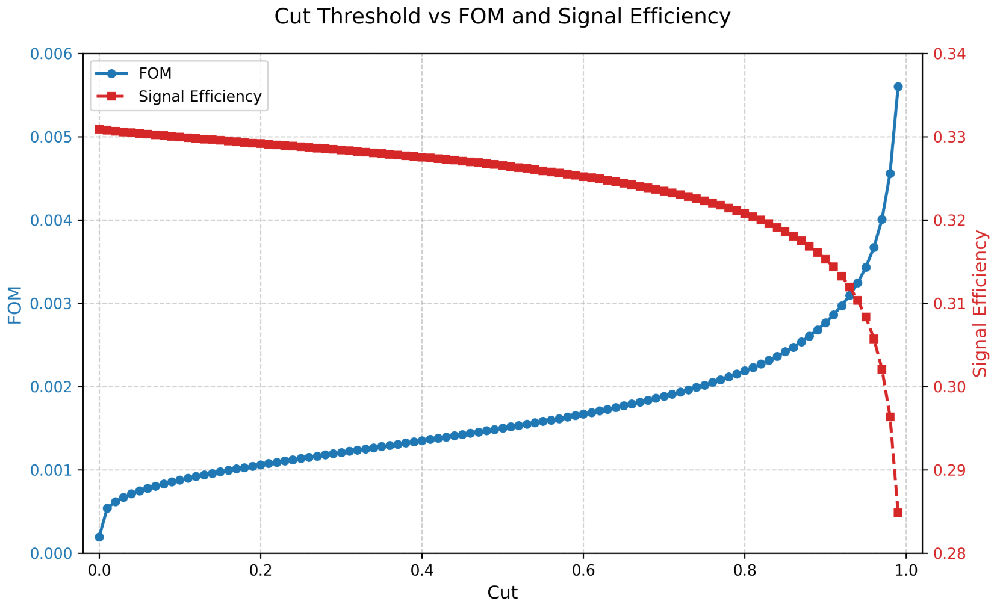 Cut Threshold vs FOM and Signal Efficiency
FOM
Signal Efficiency
0.006
0.005
0.004
0.003
0.002
0.001
0.000
FOM
0.34
0.33
0.32
0.31
0.30
0.29
0.28
Signal Efficiency
0.0 0.2 0.4 0.6 0.8 1.0
Cut